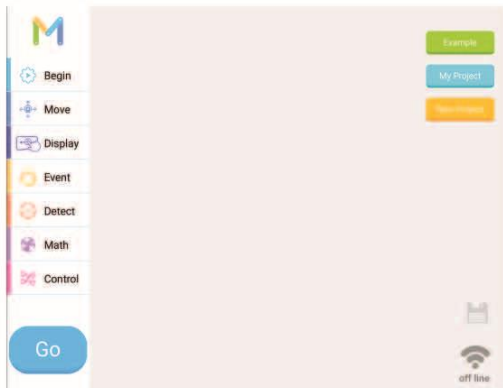 M
Begin
Move
Display
Event
Detect
Math
Control
Go
Example
My Project
off line